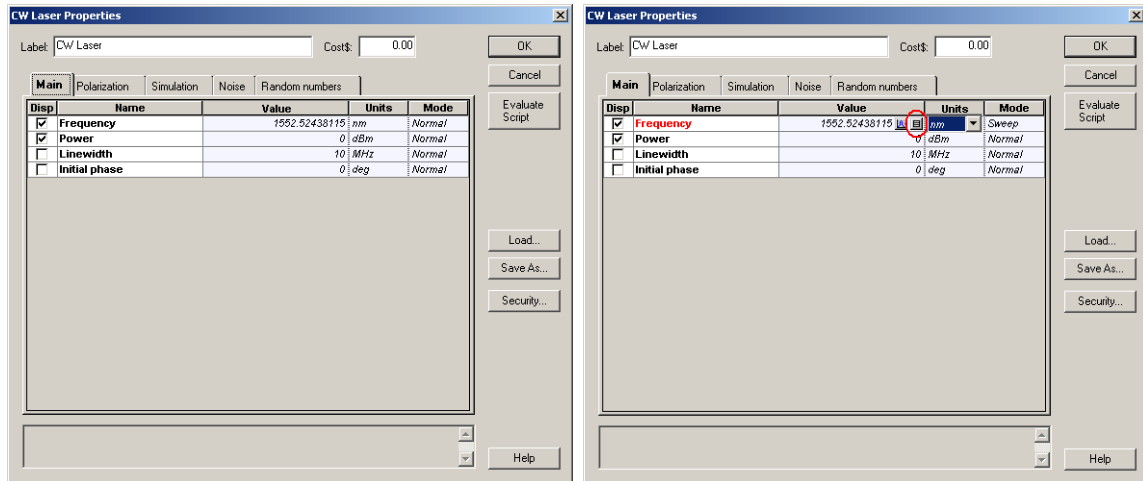 CW Laser Properties
Label: CW Laser Cost$: 0.00 OK
Cancel
Main Polarization Simulation Noise Random numbers
Evaluate Script
Disp Name Value Units Mode
Frequency 1552.52438115 nm Normal
Power 0 dBm Normal
Linewidth 10 MHz Normal
Initial phase 0 deg Normal
Load...
Save As...
Security...
Help
CW Laser Properties
Label: CW Laser Cost$: 0.00 OK
Cancel
Main Polarization Simulation Noise Random numbers
Evaluate Script
Disp Name Value Units Mode
Frequency 1552.52438115 nm Sweep
Power 0 dBm Normal
Linewidth 10 MHz Normal
Initial phase 0 deg Normal
Load...
Save As...
Security...
Help